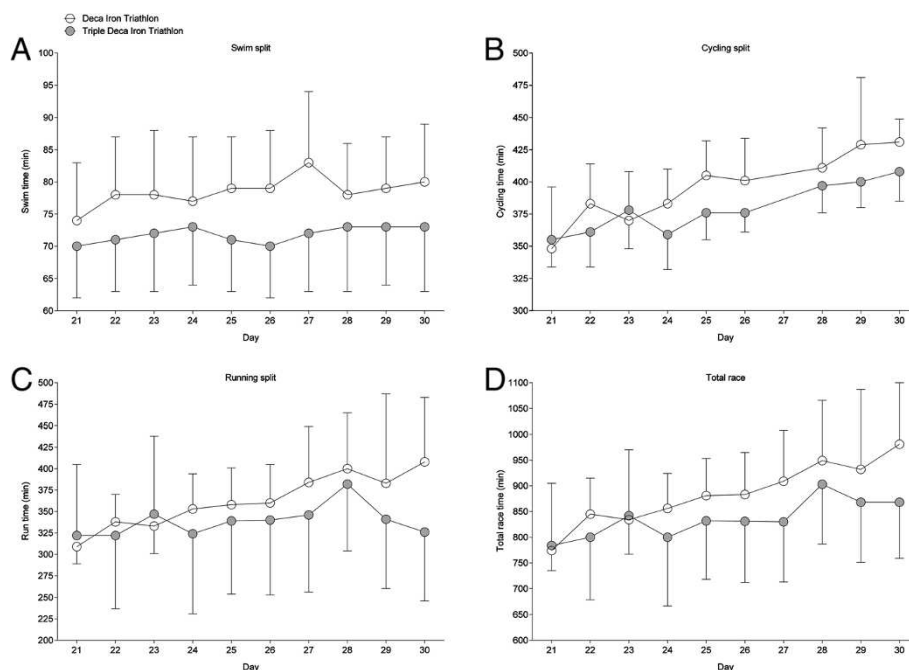 Deca Iron Triathlon
Triple Deca Iron Triathlon
A
Swim split
100
95
90
85
80
75
70
65
60
Swim time (min)
21 22 23 24 25 26 27 28 29 30
Day
B
Cycling split
500
475
450
425
400
375
350
325
300
Cycling time (min)
21 22 23 24 25 26 27 28 29 30
Day
C
Running split
500
475
450
425
400
375
350
325
300
275
250
225
200
Run time (min)
21 22 23 24 25 26 27 28 29 30
Day
D
Total race
1100
1050
1000
950
900
850
800
750
700
650
600
Total race time (min)
21 22 23 24 25 26 27 28 29 30
Day